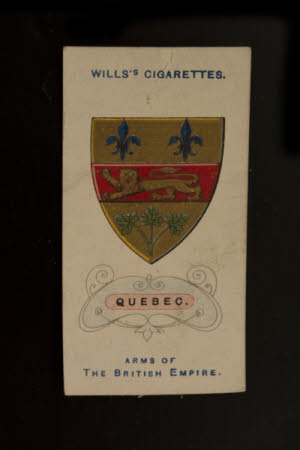 WILLS'S CIGARETTES.
QUEBEC.
ARMS OF
THE BRITISH EMPIRE.